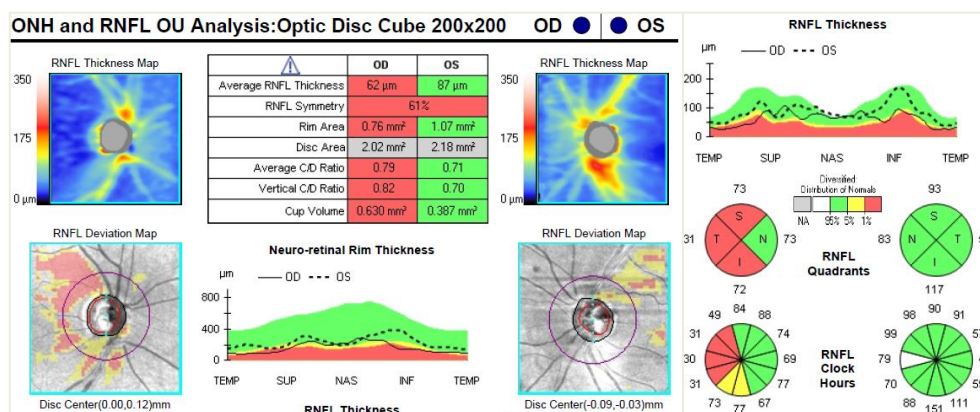 ONH and RNFL OU Analysis:Optic Disc Cube 200x200 OD OS
RNFL Thickness Map
350
175
0 µm
OD OS
Average RNFL Thickness 62 µm 87 µm
RNFL Symmetry 61%
Rim Area 0.76 mm² 1.07 mm²
Disc Area 2.02 mm² 2.18 mm²
Average C/D Ratio 0.79 0.71
Vertical C/D Ratio 0.82 0.70
Cup Volume 0.630 mm³ 0.387 mm³
RNFL Thickness Map
350
175
0 µm
RNFL Deviation Map
Disc Center(0.00,0.12)mm
Neuro-retinal Rim Thickness
µm OD OS
800
400
0
TEMP SUP NAS INF TEMP
RNFL Thickness
RNFL Deviation Map
Disc Center(-0.09,-0.03)mm
RNFL Thickness
µm OD OS
200
100
0
TEMP SUP NAS INF TEMP
Diversified:
Distribution of Normals
NA 95% 5% 1%
73
31 T S N I 73
72
RNFL
Quadrants
93
83 N S T I
117
84
49 88
31 74
30 69
31 77
73 67
77
RNFL
Clock
Hours
90
98 91
99
79
70
88 111
151